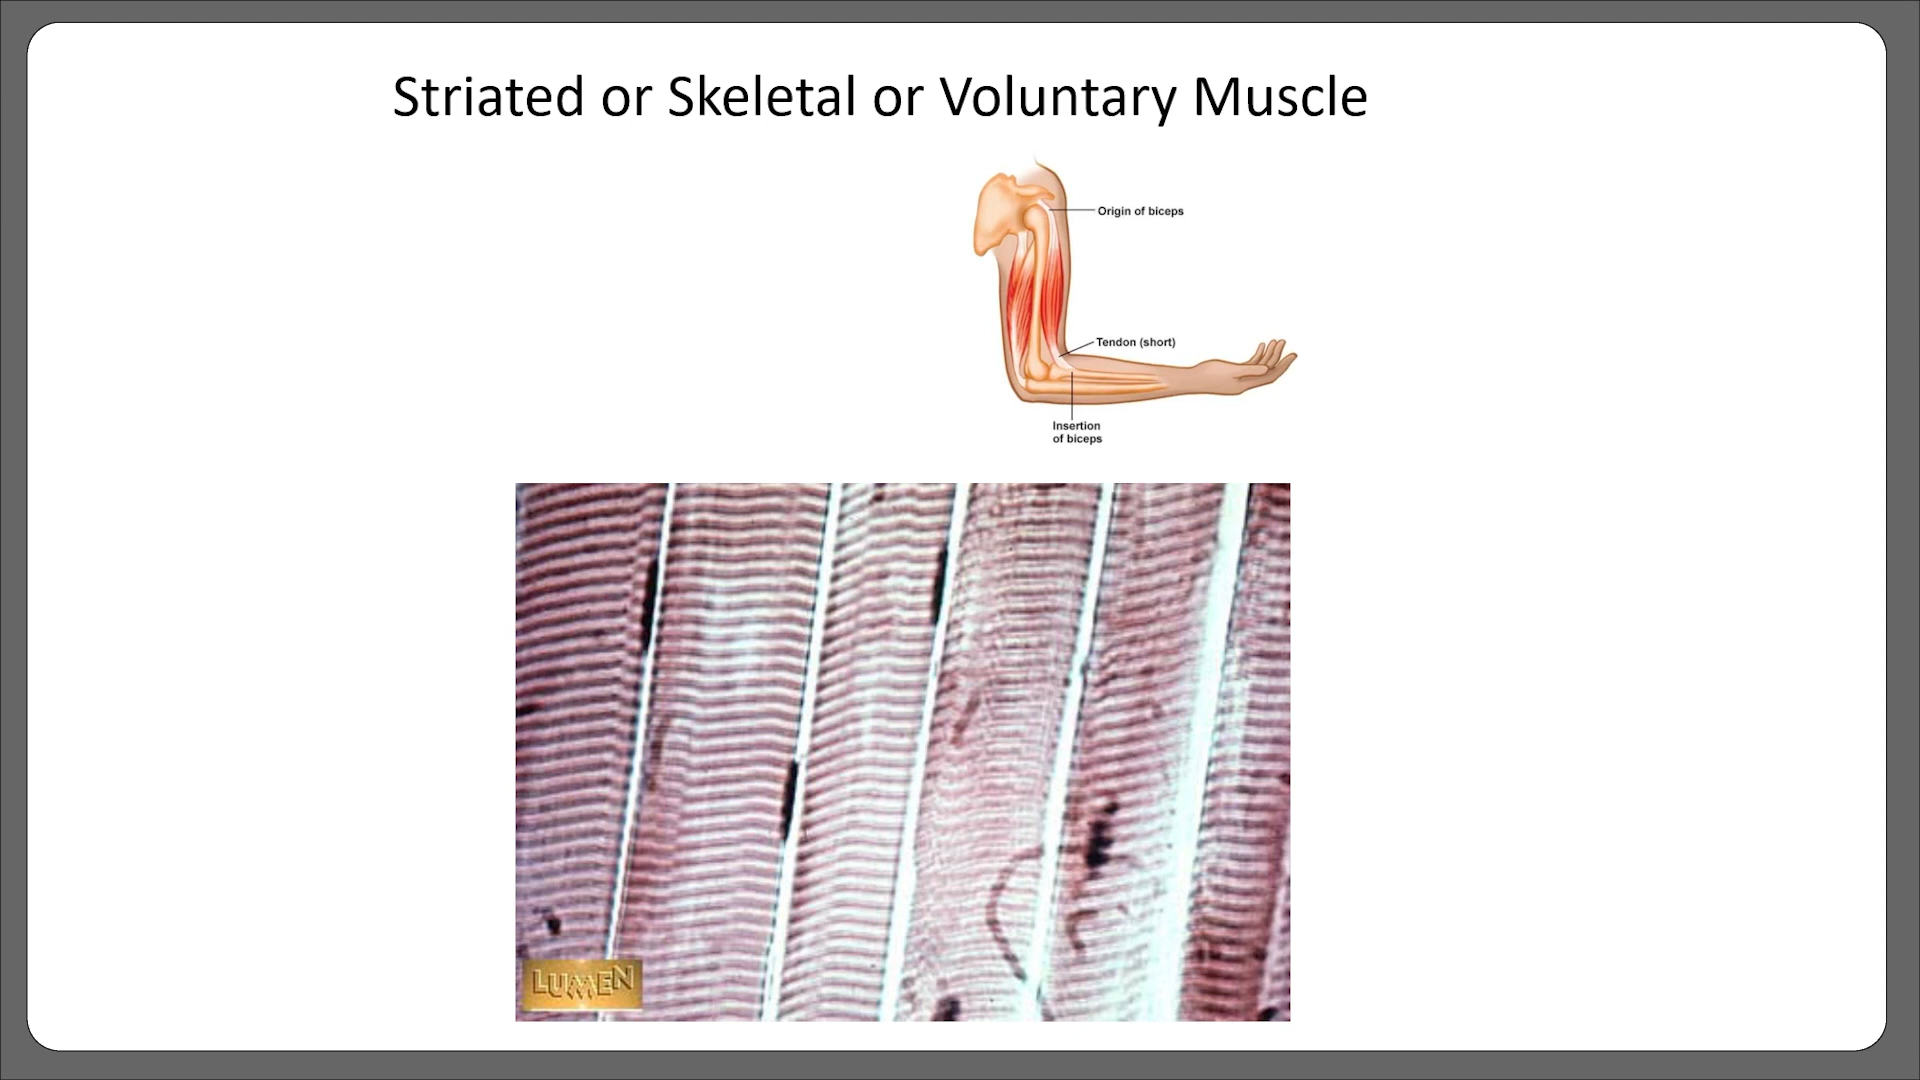 Striated or Skeletal or Voluntary Muscle
Origin of biceps
Tendon (short)
Insertion
of biceps
LUMEN